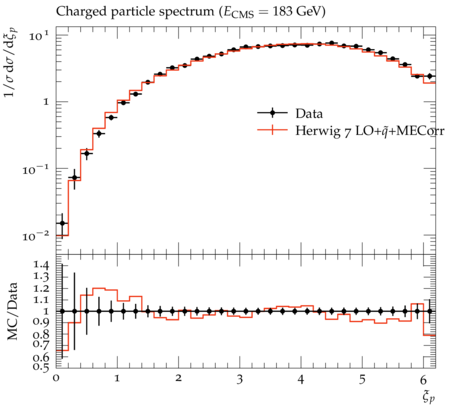 Charged particle spectrum (E_CMS = 183 GeV)
1/σ dσ/dξ_p
10^1
1
10^−1
10^−2
Data
Herwig 7 LO+q̃+MECorr
MC/Data
1.4
1.3
1.2
1.1
1
0.9
0.8
0.7
0.6
0.5
0 1 2 3 4 5 6
ξ_p